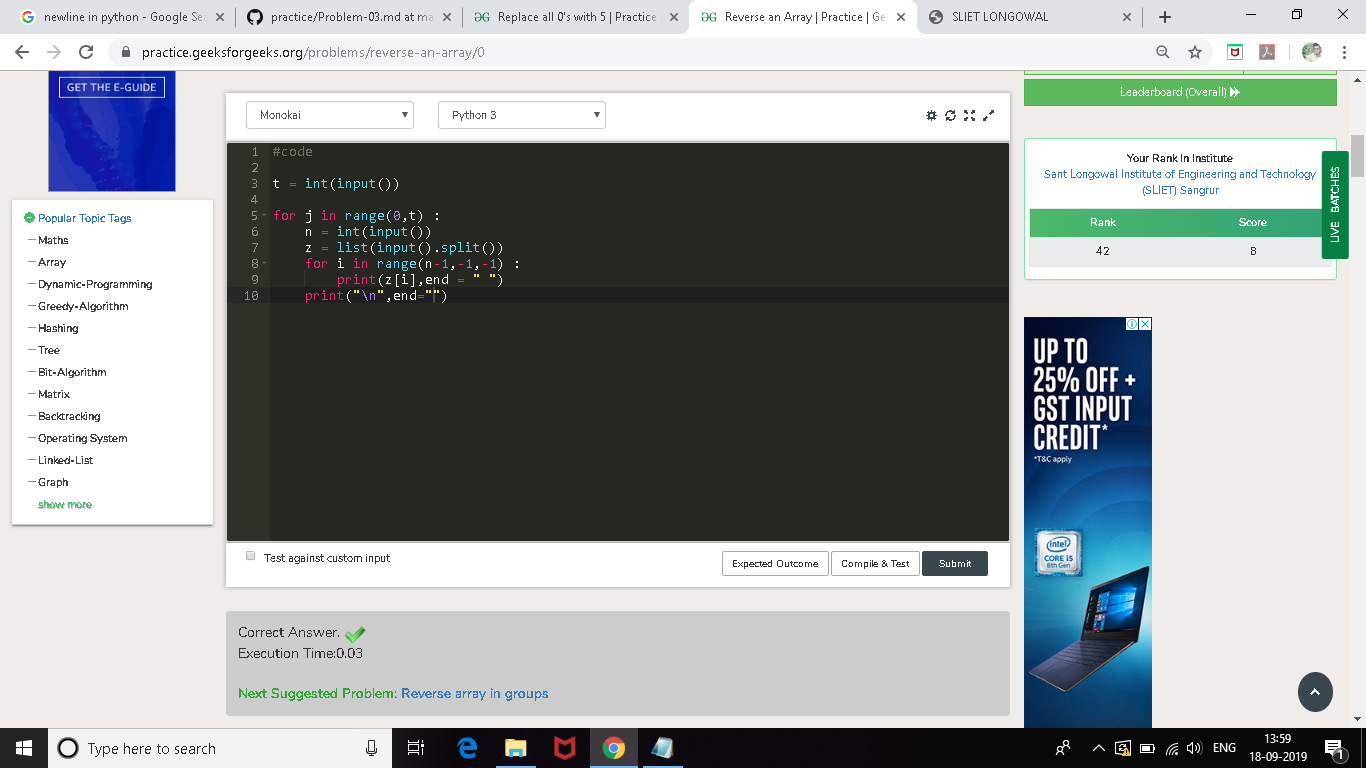 newline in python - Google Sea
practice/Problem-03.md at ma
Replace all 0's with 5 | Practice
Reverse an Array | Practice | Ge
SLIET LONGOWAL
practice.geeksforgeeks.org/problems/reverse-an-array/0
GET THE E-GUIDE
Popular Topic Tags
Maths
Array
Dynamic-Programming
Greedy-Algorithm
Hashing
Tree
Bit-Algorithm
Matrix
Backtracking
Operating System
Linked-List
Graph
show more
Monokai
Python 3
1 #code
2
3 t = int(input())
4
5 for j in range(0,t) :
6     n = int(input())
7     z = list(input().split())
8     for i in range(n-1,-1,-1) :
9         print(z[i],end = " ")
10     print("\n",end="")
Test against custom input
Expected Outcome
Compile & Test
Submit
Correct Answer.
Execution Time:0.03
Next Suggested Problem: Reverse array in groups
Leaderboard (Overall)
Your Rank In Institute
Sant Longowal Institute of Engineering and Technology
(SLIET) Sangrur
Rank Score
42 8
LIVE BATCHES
UP TO
25% OFF +
GST INPUT
CREDIT*
*T&C apply
intel
CORE i5
8th Gen
Type here to search
ENG
13:59
18-09-2019
1